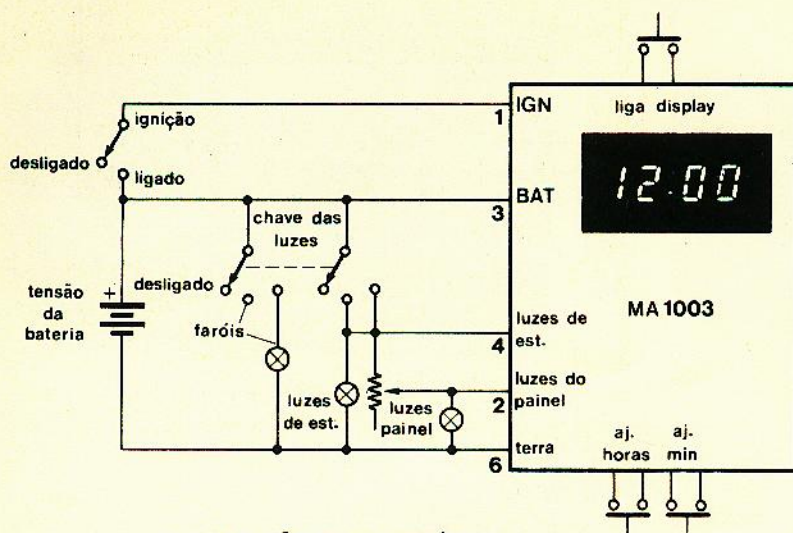 IGN
liga display
1
ignição
desligado
ligado
12:00
BAT
3
chave das
luzes
desligado
tensão
da
bateria
+
faróis
MA 1003
luzes de
est.
4
luzes do
painel
2
luzes
de est.
luzes
painel
terra
6
aj.
horas
aj.
min